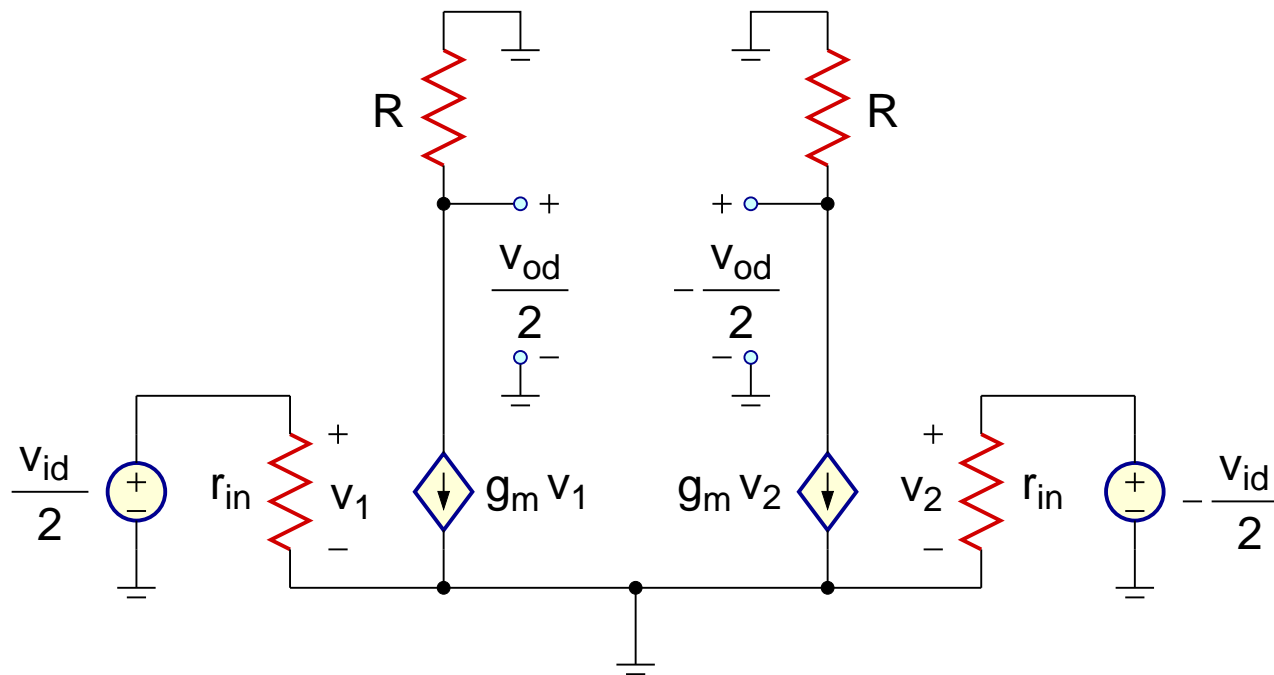 R
R
+
+
v_od
2
− v_od
2
−
−
v_id
2
+
−
r_in
+
v_1
−
g_m v_1
g_m v_2
+
v_2
−
r_in
+
−
− v_id
2